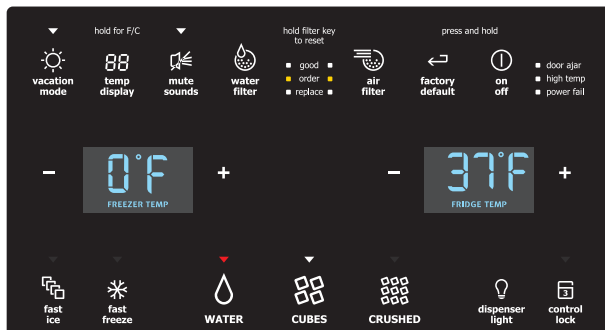 hold for F/C
hold filter key
to reset
press and hold
vacation
mode
88
temp
display
mute
sounds
water
filter
good
order
replace
air
filter
factory
default
on
off
door ajar
high temp
power fail
0°F
FREEZER TEMP
37°F
FRIDGE TEMP
fast
ice
fast
freeze
WATER
CUBES
CRUSHED
dispenser
light
3
control
lock